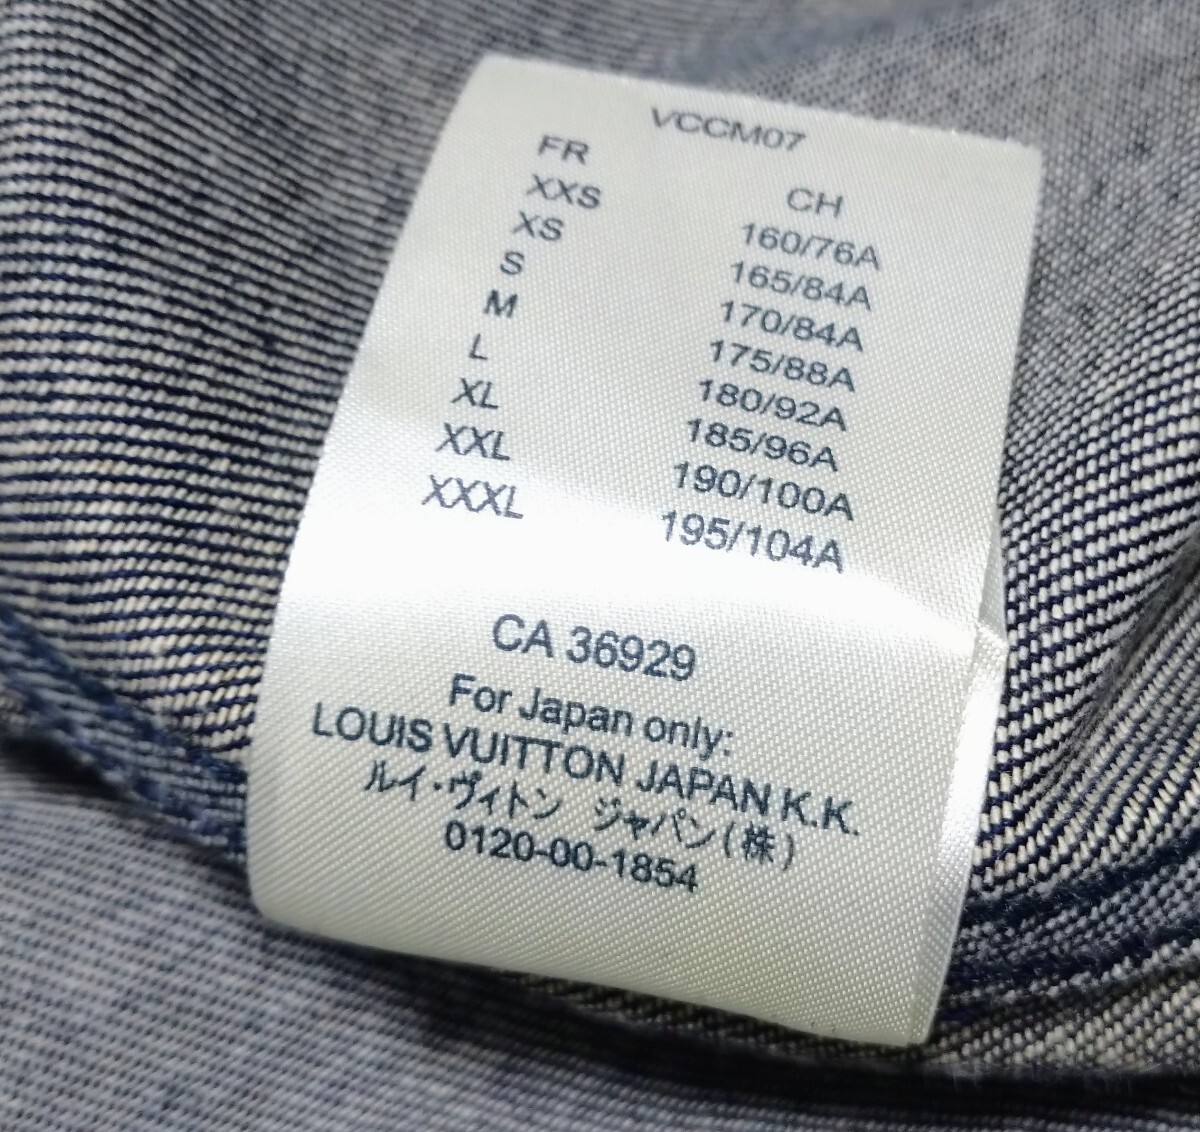 VCCM07
FR CH
XXS 160/76A
XS 165/84A
S 170/84A
M 175/88A
L 180/92A
XL 185/96A
XXL 190/100A
XXXL 195/104A
CA 36929
For Japan only:
LOUIS VUITTON JAPAN K.K.
ルイ・ヴィトン ジャパン(株)
0120-00-1854